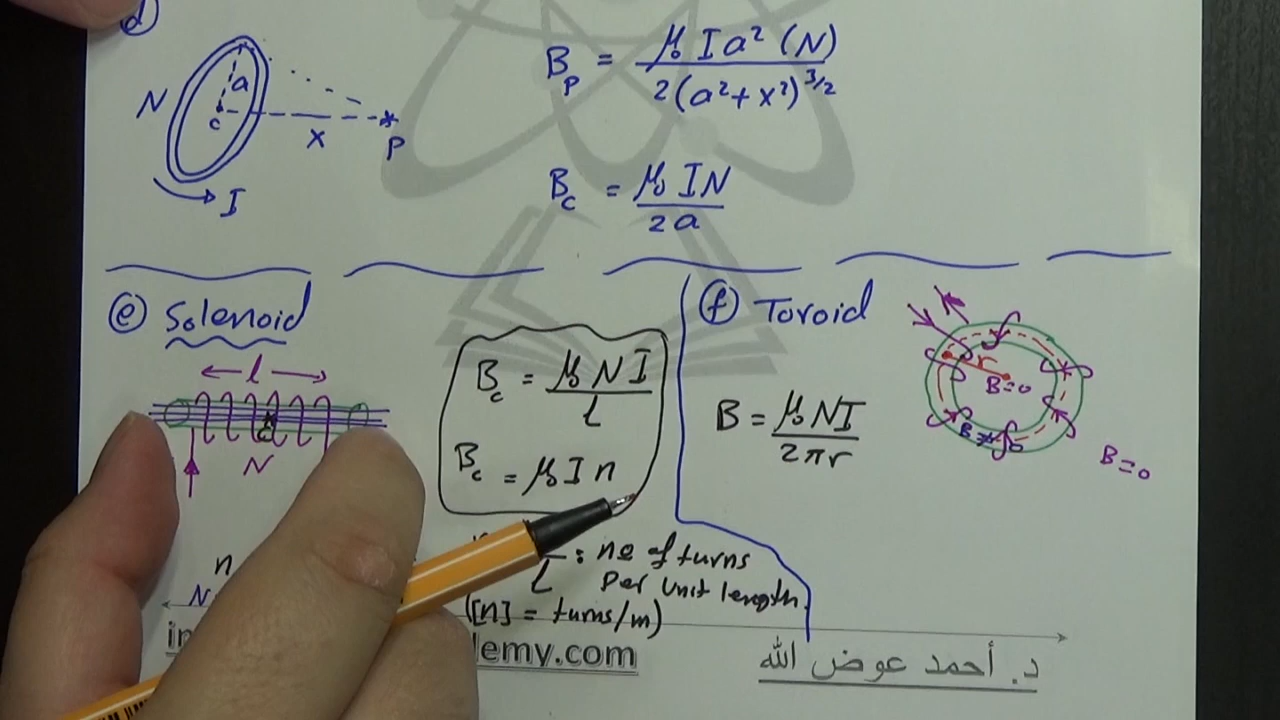 d
B_P = μ₀ I a² (N) / 2(a² + x²)^3/2
N a c x P
I
B_c = μ₀ I N / 2a
e Solenoid
l
B_c = μ₀ N I / L
B_c = μ₀ I n
c
N
f Toroid
r
B=0
B = μ₀ N I / 2πr
B≠0
B=0
n
N
L : no of turns
Per Unit length
([n] = turns/m)
emy.com
د. أحمد عوض الله